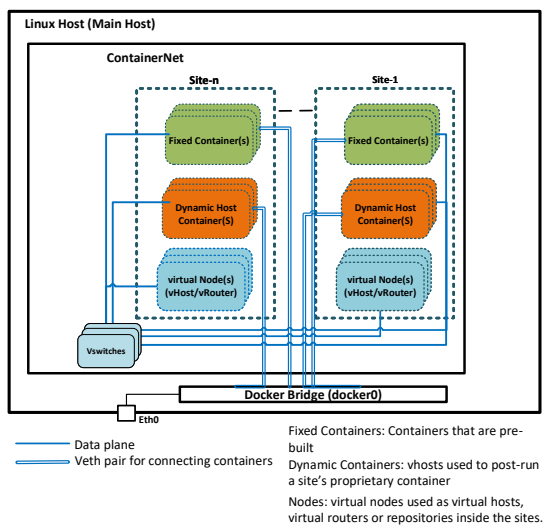 Linux Host (Main Host)
ContainerNet
Site-n
Site-1
Fixed Container(s)
Fixed Container(s)
Dynamic Host
Container(S)
Dynamic Host
Container(S)
virtual Node(s)
(vHost/vRouter)
virtual Node(s)
(vHost/vRouter)
Vswitches
Docker Bridge (docker0)
Eth0
Data plane
Veth pair for connecting containers
Fixed Containers: Containers that are pre-
built
Dynamic Containers: vhosts used to post-run
a site's proprietary container
Nodes: virtual nodes used as virtual hosts,
virtual routers or repositories inside the sites.